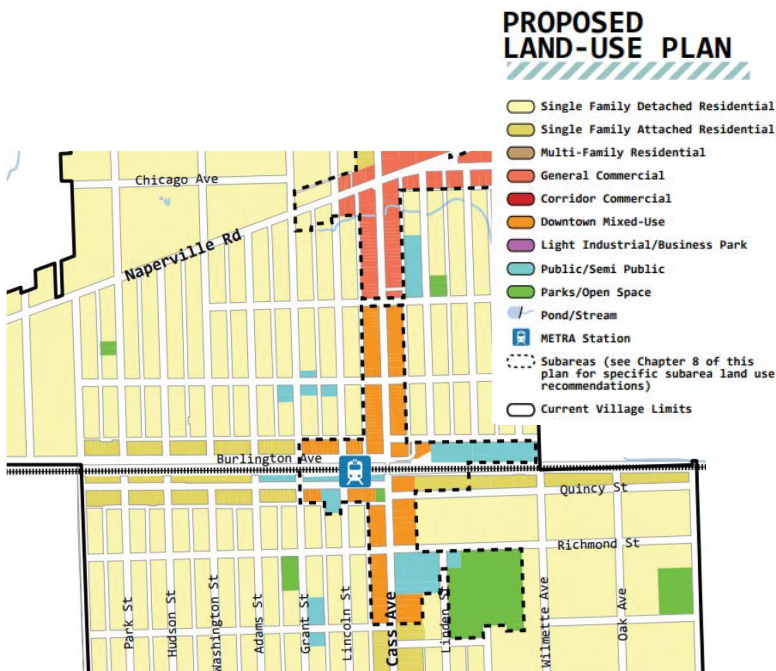 PROPOSED
LAND-USE PLAN
Single Family Detached Residential
Single Family Attached Residential
Multi-Family Residential
General Commercial
Corridor Commercial
Downtown Mixed-Use
Light Industrial/Business Park
Public/Semi Public
Parks/Open Space
Pond/Stream
METRA Station
Subareas (see Chapter 8 of this
plan for specific subarea land use
recommendations)
Current Village Limits
Chicago Ave
Naperville Rd
Burlington Ave
Quincy St
Richmond St
Park St
Hudson St
Washington St
Adams St
Grant St
Lincoln St
Cass Ave
Linden St
Wilmette Ave
Oak Ave